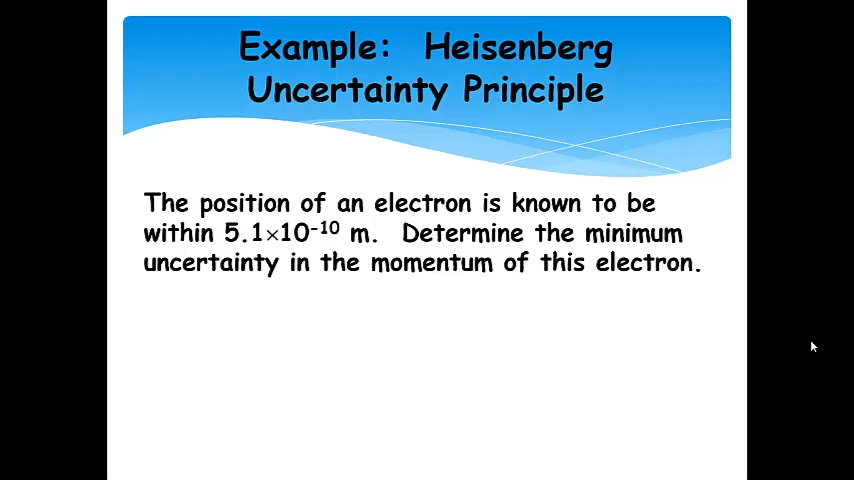 Example: Heisenberg
Uncertainty Principle
The position of an electron is known to be
within 5.1×10⁻¹⁰ m. Determine the minimum
uncertainty in the momentum of this electron.